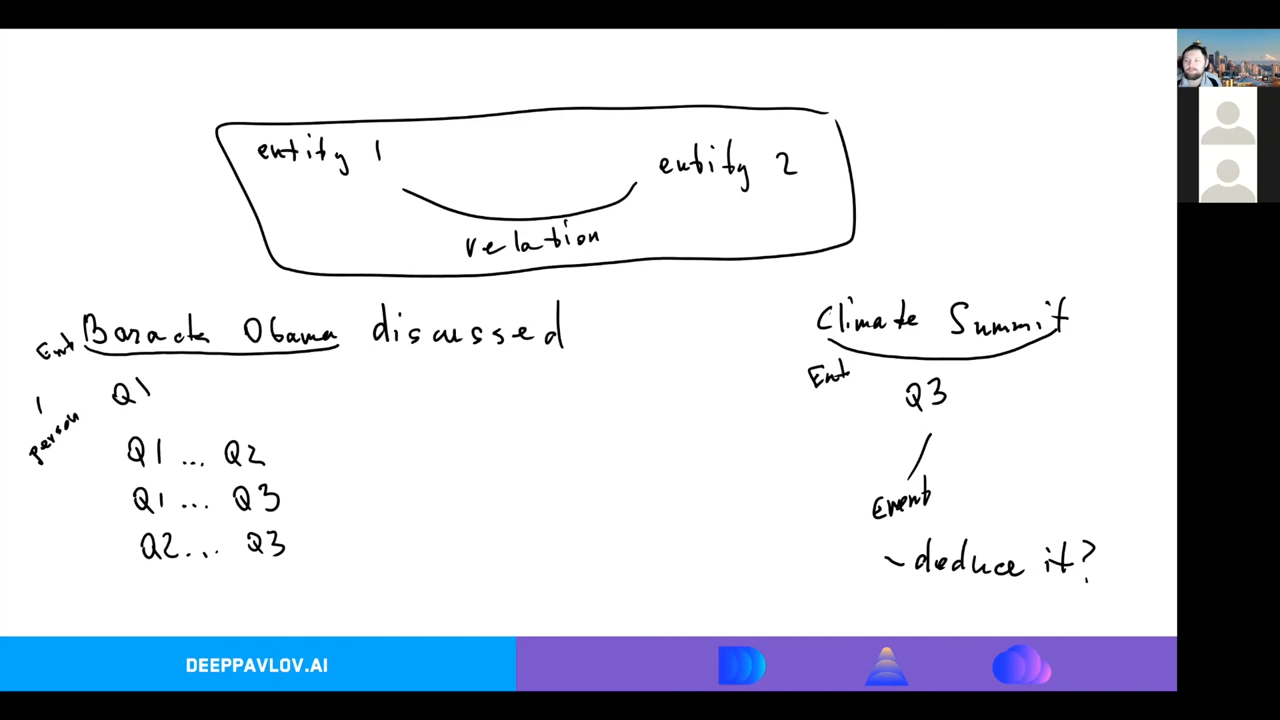 entity 1
entity 2
relation
Ent Barack Obama discussed
Climate Summit
1 person
Q1
Ent
Q3
Q1 ... Q2
Q1 ... Q3
Q2 ... Q3
Event
- deduce it?
DEEPPAVLOV.AI